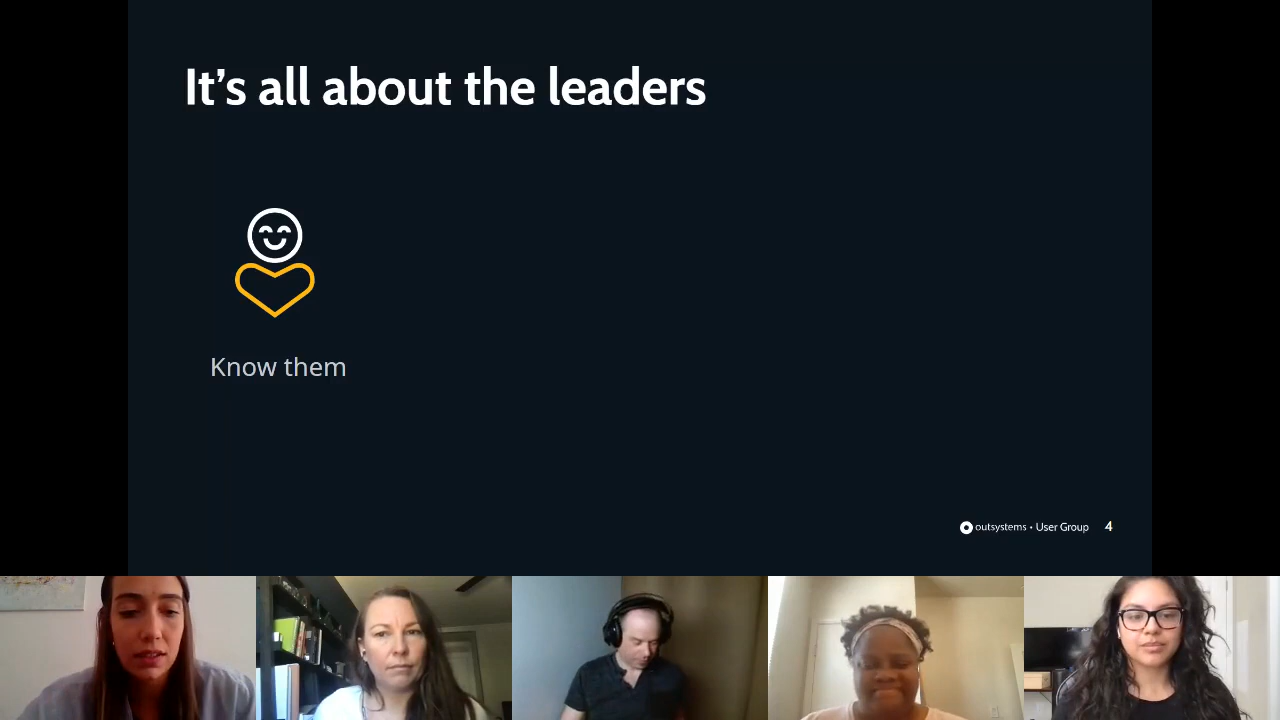 It's all about the leaders
Know them
outsystems • User Group 4